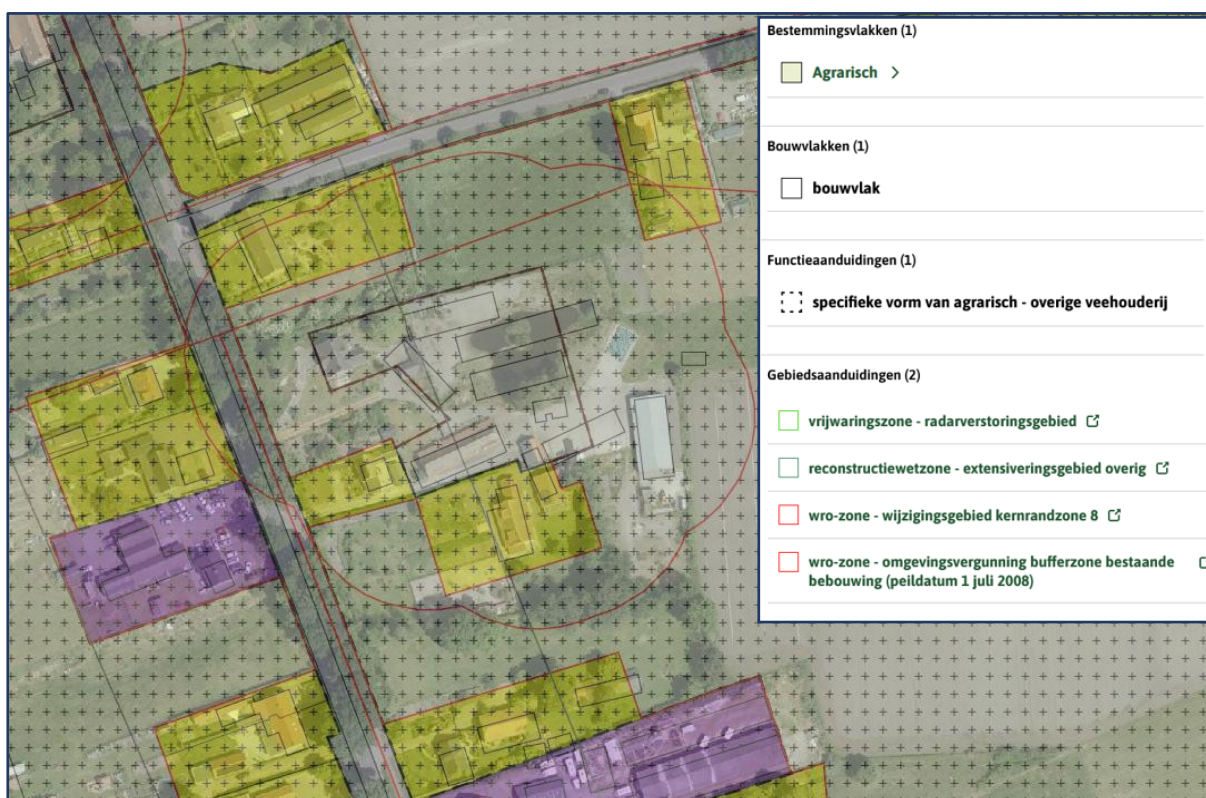 Bestemmingsvlakken (1)
Agrarisch
Bouwvlakken (1)
bouwvlak
Functieaanduidingen (1)
specifieke vorm van agrarisch - overige veehouderij
Gebiedsaanduidingen (2)
vrijwaringszone - radarverstoringsgebied
reconstructiewetzone - extensiveringsgebied overig
wro-zone - wijzigingsgebied kernrandzone 8
wro-zone - omgevingsvergunning bufferzone bestaande
bebouwing (peildatum 1 juli 2008)